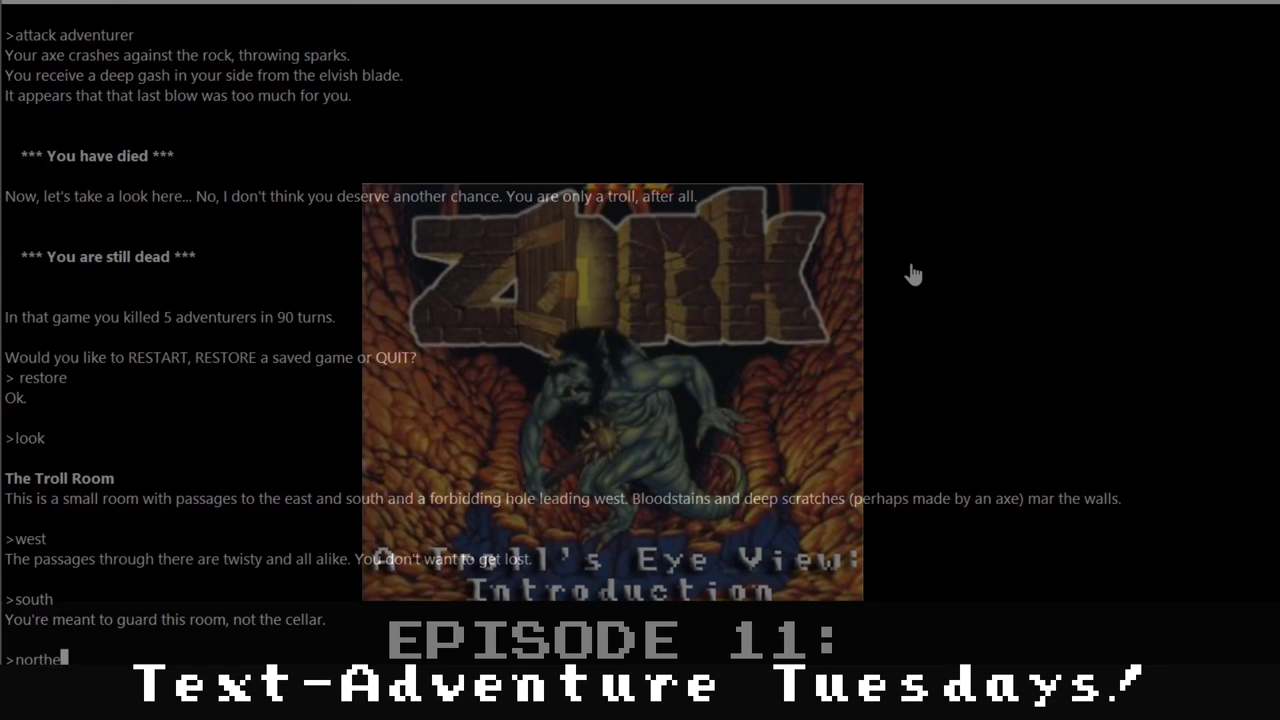 >attack adventurer
Your axe crashes against the rock, throwing sparks.
You receive a deep gash in your side from the elvish blade.
It appears that that last blow was too much for you.
*** You have died ***
Now, let's take a look here... No, I don't think you deserve another chance. You are only a troll, after all.
ZORK
*** You are still dead ***
In that game you killed 5 adventurers in 90 turns.
Would you like to RESTART, RESTORE a saved game or QUIT?
> restore
Ok.
>look
The Troll Room
This is a small room with passages to the east and south and a forbidding hole leading west. Bloodstains and deep scratches (perhaps made by an axe) mar the walls.
>west
The passages through there are twisty and all alike. You don't want to get lost.
A Troll's Eye View:
Introduction
>south
You're meant to guard this room, not the cellar.
EPISODE 11:
>northe
Text-Adventure Tuesdays!